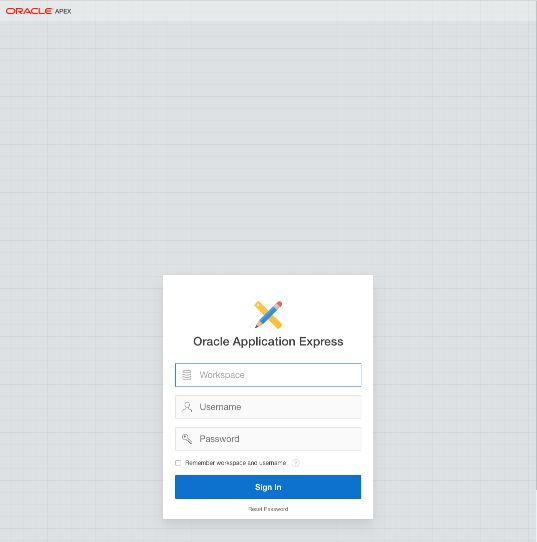 ORACLE APEX
Oracle Application Express
Workspace
Username
Password
Remember workspace and username ?
Sign In
Reset Password